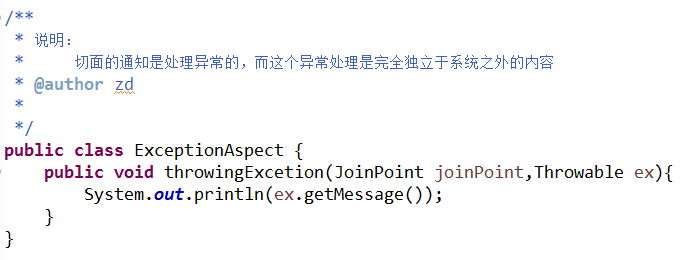 /**
 * 说明:
 *     切面的通知是处理异常的,而这个异常处理是完全独立于系统之外的内容
 * @author zd
 *
 */
public class ExceptionAspect {
    public void throwingExcetion(JoinPoint joinPoint,Throwable ex){
        System.out.println(ex.getMessage());
    }
}